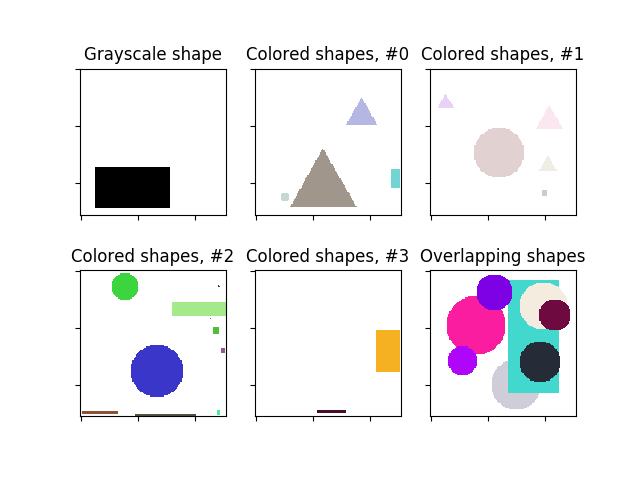 Grayscale shape
Colored shapes, #0
Colored shapes, #1
Colored shapes, #2
Colored shapes, #3
Overlapping shapes